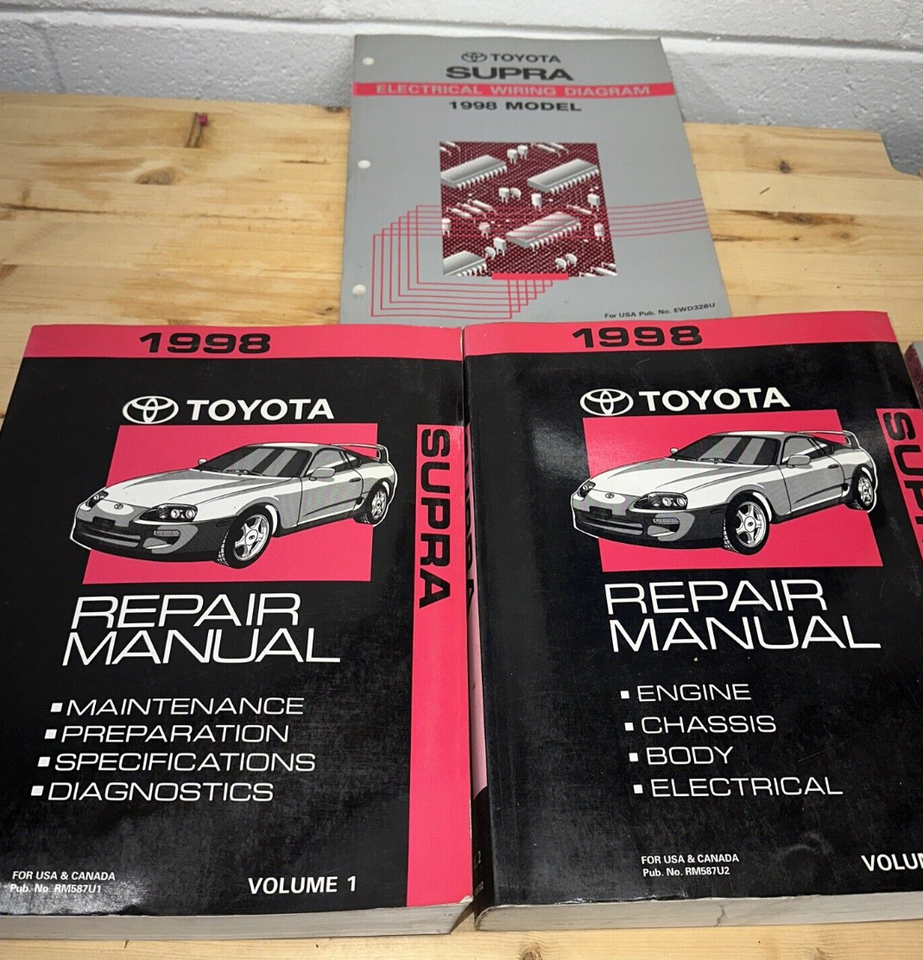 TOYOTA
SUPRA
ELECTRICAL WIRING DIAGRAM
1998 MODEL
For USA Pub. No. EWD326U
1998
TOYOTA
SUPRA
REPAIR
MANUAL
▪MAINTENANCE
▪PREPARATION
▪SPECIFICATIONS
▪DIAGNOSTICS
FOR USA & CANADA
Pub. No. RM587U1
VOLUME 1
1998
TOYOTA
REPAIR
MANUAL
▪ENGINE
▪CHASSIS
▪BODY
▪ELECTRICAL
FOR USA & CANADA
Pub. No. RM587U2